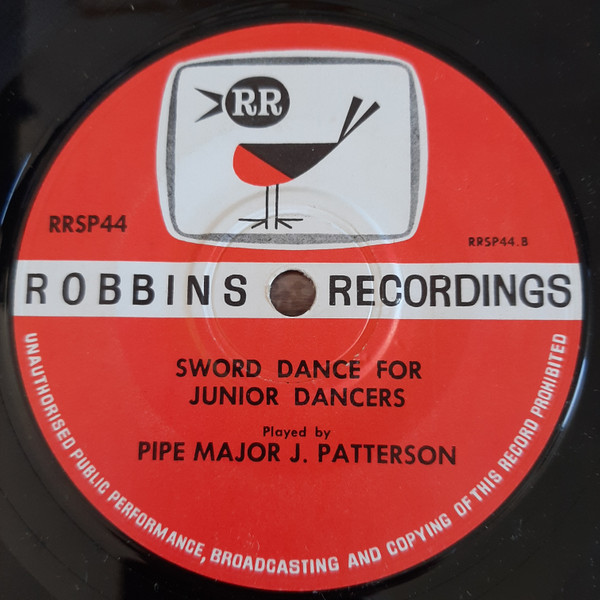 RR
RRSP44
RRSP44.B
ROBBINS RECORDINGS
SWORD DANCE FOR
JUNIOR DANCERS
Played by
PIPE MAJOR J. PATTERSON
UNAUTHORISED PUBLIC PERFORMANCE, BROADCASTING AND COPYING OF THIS RECORD PROHIBITED